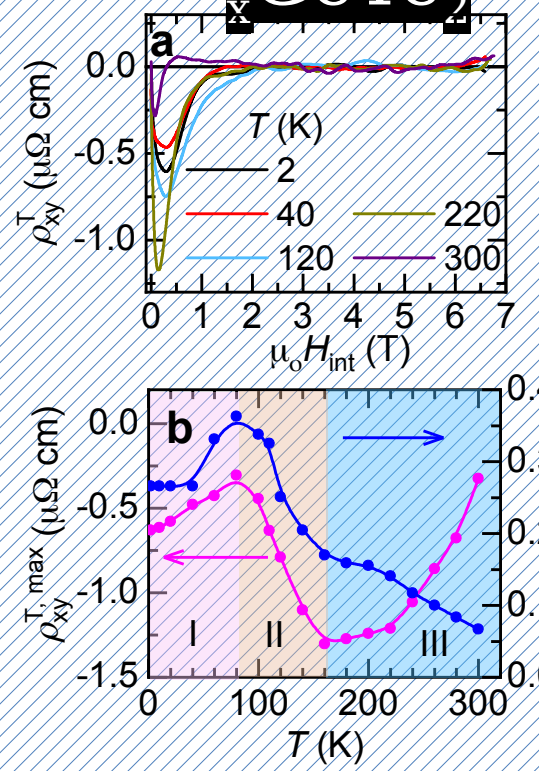 a
0.0
-0.5
-1.0
ρᵀxy (μΩ cm)
T (K)
2
40
120
220
300
0 1 2 3 4 5 6 7
μoHint (T)
b
0.0
-0.5
-1.0
-1.5
ρxy T, max (μΩ cm)
I
II
III
0 100 200 300
T (K)